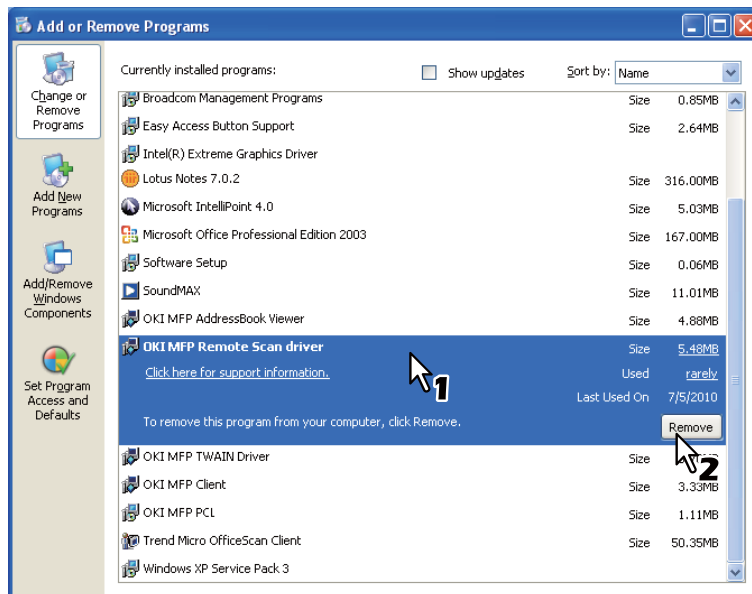 Add or Remove Programs
Change or
Remove
Programs
Add New
Programs
Add/Remove
Windows
Components
Set Program
Access and
Defaults
Currently installed programs:
Show updates
Sort by: Name
Broadcom Management Programs Size 0.85MB
Easy Access Button Support Size 2.64MB
Intel(R) Extreme Graphics Driver
Lotus Notes 7.0.2 Size 316.00MB
Microsoft IntelliPoint 4.0 Size 5.03MB
Microsoft Office Professional Edition 2003 Size 167.00MB
Software Setup Size 0.06MB
SoundMAX Size 11.01MB
OKI MFP AddressBook Viewer Size 4.88MB
OKI MFP Remote Scan driver Size 5.48MB
Click here for support information. Used rarely
Last Used On 7/5/2010
To remove this program from your computer, click Remove. Remove
1
2
OKI MFP TWAIN Driver Size
OKI MFP Client Size 3.33MB
OKI MFP PCL Size 1.11MB
Trend Micro OfficeScan Client Size 50.35MB
Windows XP Service Pack 3